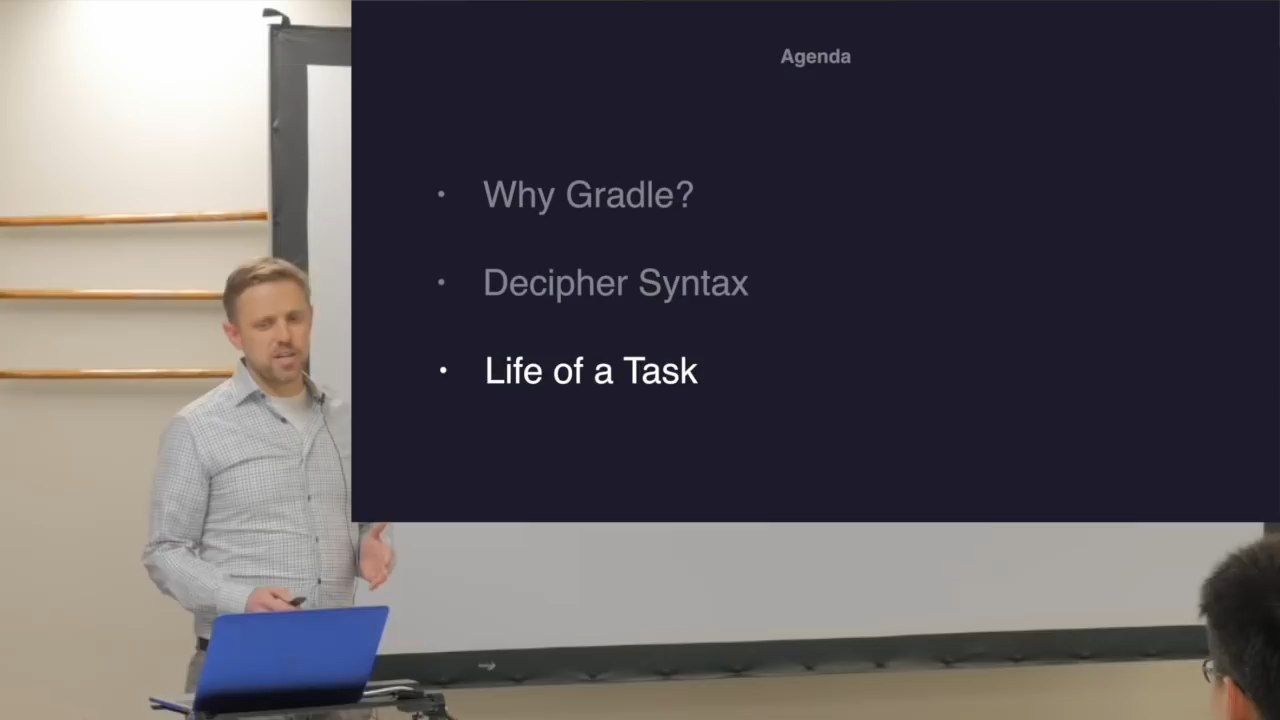 Agenda
• Why Gradle?
• Decipher Syntax
• Life of a Task